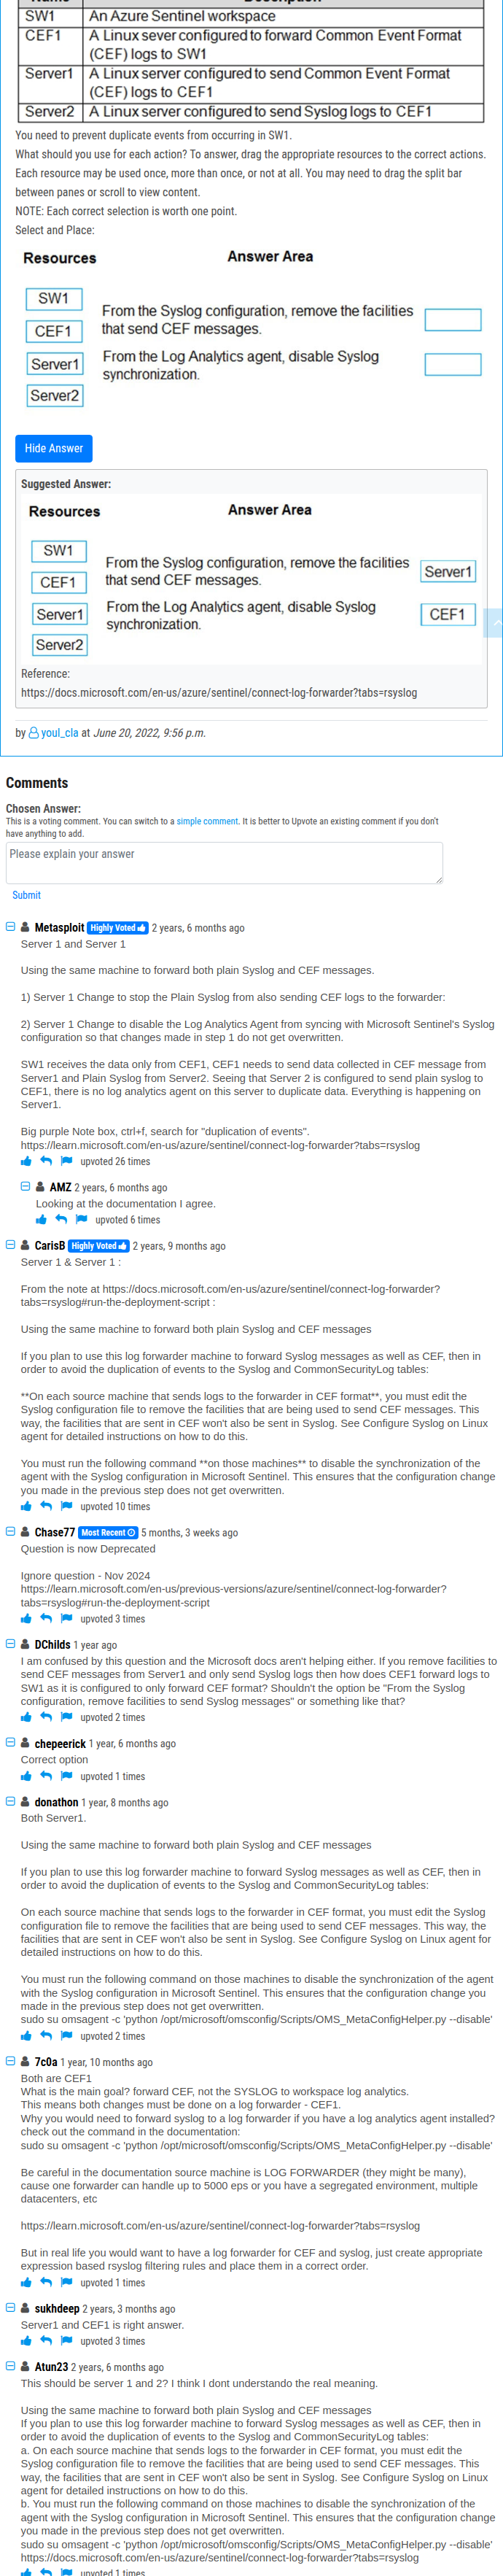 SW1 An Azure Sentinel workspace
CEF1 A Linux sever configured to forward Common Event Format
(CEF) logs to SW1
Server1 A Linux server configured to send Common Event Format
(CEF) logs to CEF1
Server2 A Linux server configured to send Syslog logs to CEF1
You need to prevent duplicate events from occurring in SW1.
What should you use for each action? To answer, drag the appropriate resources to the correct actions.
Each resource may be used once, more than once, or not at all. You may need to drag the split bar
between panes or scroll to view content.
NOTE: Each correct selection is worth one point.
Select and Place:
Resources Answer Area
SW1
CEF1
Server1
Server2
From the Syslog configuration, remove the facilities
that send CEF messages.
From the Log Analytics agent, disable Syslog
synchronization.
Hide Answer
Suggested Answer:
Resources Answer Area
SW1
CEF1
Server1
Server2
From the Syslog configuration, remove the facilities
that send CEF messages.
Server1
From the Log Analytics agent, disable Syslog
synchronization.
CEF1
Reference:
https://docs.microsoft.com/en-us/azure/sentinel/connect-log-forwarder?tabs=rsyslog
by youl_cla at June 20, 2022, 9:56 p.m.
Comments
Chosen Answer:
This is a voting comment. You can switch to a simple comment. It is better to Upvote an existing comment if you don't
have anything to add.
Please explain your answer
Submit
Metasploit Highly Voted 2 years, 6 months ago
Server 1 and Server 1
Using the same machine to forward both plain Syslog and CEF messages.
1) Server 1 Change to stop the Plain Syslog from also sending CEF logs to the forwarder:
2) Server 1 Change to disable the Log Analytics Agent from syncing with Microsoft Sentinel's Syslog
configuration so that changes made in step 1 do not get overwritten.
SW1 receives the data only from CEF1, CEF1 needs to send data collected in CEF message from
Server1 and Plain Syslog from Server2. Seeing that Server 2 is configured to send plain syslog to
CEF1, there is no log analytics agent on this server to duplicate data. Everything is happening on
Server1.
Big purple Note box, ctrl+f, search for "duplication of events".
https://learn.microsoft.com/en-us/azure/sentinel/connect-log-forwarder?tabs=rsyslog
upvoted 26 times
AMZ 2 years, 6 months ago
Looking at the documentation I agree.
upvoted 6 times
CarisB Highly Voted 2 years, 9 months ago
Server 1 & Server 1 :
From the note at https://docs.microsoft.com/en-us/azure/sentinel/connect-log-forwarder?
tabs=rsyslog#run-the-deployment-script :
Using the same machine to forward both plain Syslog and CEF messages
If you plan to use this log forwarder machine to forward Syslog messages as well as CEF, then in
order to avoid the duplication of events to the Syslog and CommonSecurityLog tables:
**On each source machine that sends logs to the forwarder in CEF format**, you must edit the
Syslog configuration file to remove the facilities that are being used to send CEF messages. This
way, the facilities that are sent in CEF won't also be sent in Syslog. See Configure Syslog on Linux
agent for detailed instructions on how to do this.
You must run the following command **on those machines** to disable the synchronization of the
agent with the Syslog configuration in Microsoft Sentinel. This ensures that the configuration change
you made in the previous step does not get overwritten.
upvoted 10 times
Chase77 Most Recent 5 months, 3 weeks ago
Question is now Deprecated
Ignore question - Nov 2024
https://learn.microsoft.com/en-us/previous-versions/azure/sentinel/connect-log-forwarder?
tabs=rsyslog#run-the-deployment-script
upvoted 3 times
DChilds 1 year ago
I am confused by this question and the Microsoft docs aren't helping either. If you remove facilities to
send CEF messages from Server1 and only send Syslog logs then how does CEF1 forward logs to
SW1 as it is configured to only forward CEF format? Shouldn't the option be "From the Syslog
configuration, remove facilities to send Syslog messages" or something like that?
upvoted 2 times
chepeerick 1 year, 6 months ago
Correct option
upvoted 1 times
donathon 1 year, 8 months ago
Both Server1.
Using the same machine to forward both plain Syslog and CEF messages
If you plan to use this log forwarder machine to forward Syslog messages as well as CEF, then in
order to avoid the duplication of events to the Syslog and CommonSecurityLog tables:
On each source machine that sends logs to the forwarder in CEF format, you must edit the Syslog
configuration file to remove the facilities that are being used to send CEF messages. This way, the
facilities that are sent in CEF won't also be sent in Syslog. See Configure Syslog on Linux agent for
detailed instructions on how to do this.
You must run the following command on those machines to disable the synchronization of the agent
with the Syslog configuration in Microsoft Sentinel. This ensures that the configuration change you
made in the previous step does not get overwritten.
sudo su omsagent -c 'python /opt/microsoft/omsconfig/Scripts/OMS_MetaConfigHelper.py --disable'
upvoted 2 times
7c0a 1 year, 10 months ago
Both are CEF1
What is the main goal? forward CEF, not the SYSLOG to workspace log analytics.
This means both changes must be done on a log forwarder - CEF1.
Why you would need to forward syslog to a log forwarder if you have a log analytics agent installed?
check out the command in the documentation:
sudo su omsagent -c 'python /opt/microsoft/omsconfig/Scripts/OMS_MetaConfigHelper.py --disable'
Be careful in the documentation source machine is LOG FORWARDER (they might be many),
cause one forwarder can handle up to 5000 eps or you have a segregated environment, multiple
datacenters, etc
https://learn.microsoft.com/en-us/azure/sentinel/connect-log-forwarder?tabs=rsyslog
But in real life you would want to have a log forwarder for CEF and syslog, just create appropriate
expression based rsyslog filtering rules and place them in a correct order.
upvoted 1 times
sukhdeep 2 years, 3 months ago
Server1 and CEF1 is right answer.
upvoted 3 times
Atun23 2 years, 6 months ago
This should be server 1 and 2? I think I dont understando the real meaning.
Using the same machine to forward both plain Syslog and CEF messages
If you plan to use this log forwarder machine to forward Syslog messages as well as CEF, then in
order to avoid the duplication of events to the Syslog and CommonSecurityLog tables:
a. On each source machine that sends logs to the forwarder in CEF format, you must edit the
Syslog configuration file to remove the facilities that are being used to send CEF messages. This
way, the facilities that are sent in CEF won't also be sent in Syslog. See Configure Syslog on Linux
agent for detailed instructions on how to do this.
b. You must run the following command on those machines to disable the synchronization of the
agent with the Syslog configuration in Microsoft Sentinel. This ensures that the configuration change
you made in the previous step does not get overwritten.
sudo su omsagent -c 'python /opt/microsoft/omsconfig/Scripts/OMS_MetaConfigHelper.py --disable'
https://docs.microsoft.com/en-us/azure/sentinel/connect-log-forwarder?tabs=rsyslog
upvoted 1 times